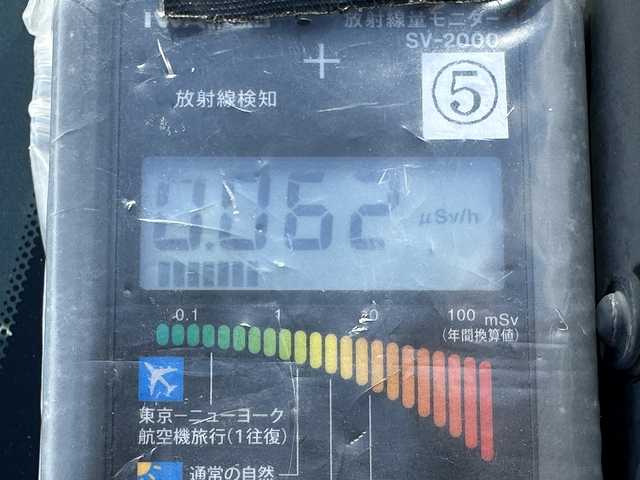 放射線量モニター
SV-2000
放射線検知
⑤
0.062 μSv/h
0.1 1 10 100 mSv
(年間換算値)
東京ーニューヨーク
航空機旅行(1往復)
通常の自然